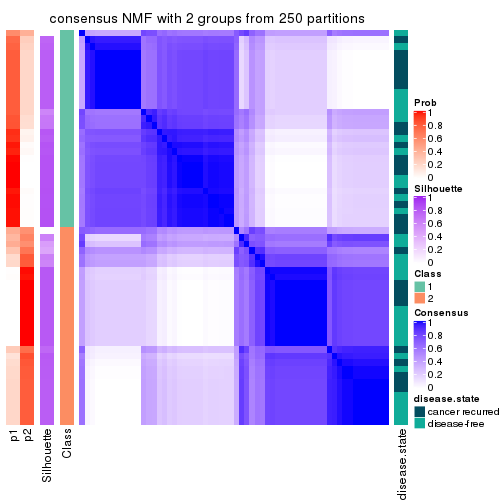 consensus NMF with 2 groups from 250 partitions
Prob
1
0.8
0.6
0.4
0.2
0
Silhouette
1
0.8
0.6
0.4
0.2
0
Class
1
2
Consensus
1
0.8
0.6
0.4
0.2
0
disease.state
cancer recurred
disease-free
p1
p2
Silhouette
Class
disease.state